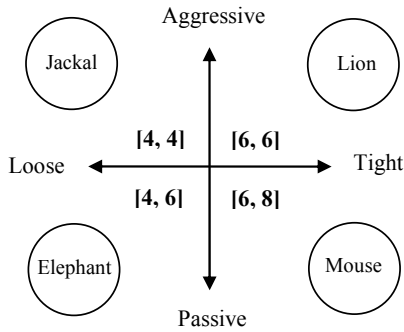 Aggressive
Jackal
Lion
[4, 4]
[6, 6]
Loose
Tight
[4, 6]
[6, 8]
Elephant
Mouse
Passive